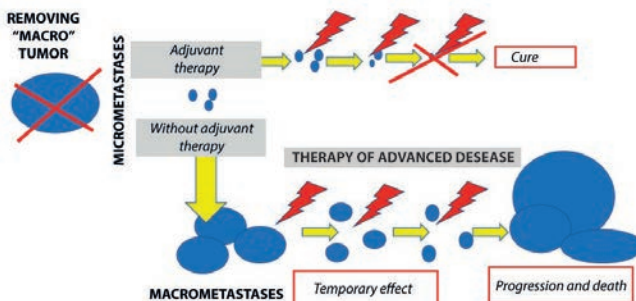 REMOVING
"MACRO"
TUMOR
MICROMETASTASES
Adjuvant
therapy
Cure
Without adjuvant
therapy
THERAPY OF ADVANCED DESEASE
MACROMETASTASES
Temporary effect
Progression and death